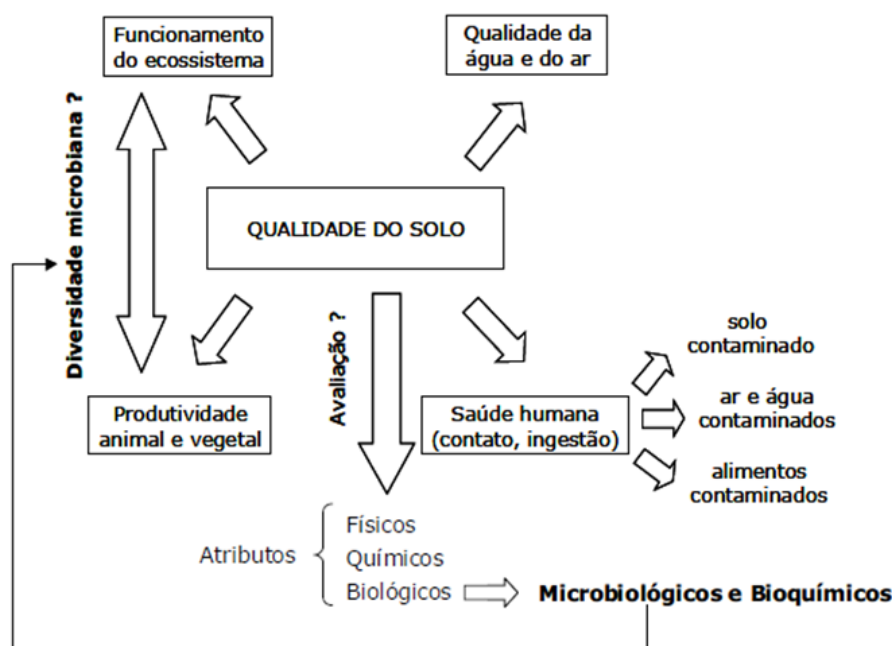 Funcionamento
do ecossistema
Qualidade da
água e do ar
Diversidade microbiana ?
QUALIDADE DO SOLO
Avaliação ?
Produtividade
animal e vegetal
Saúde humana
(contato, ingestão)
solo
contaminado
ar e água
contaminados
alimentos
contaminados
Atributos
Físicos
Químicos
Biológicos
Microbiológicos e Bioquímicos